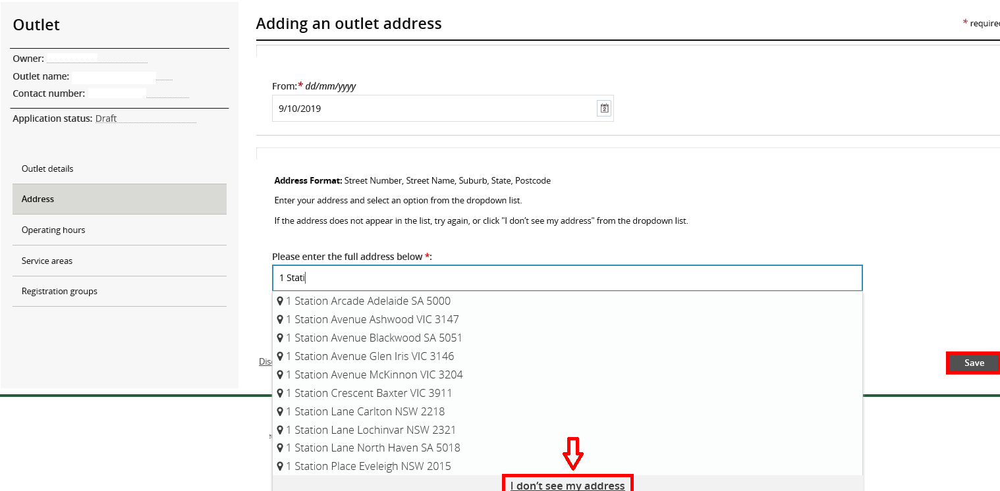 Outlet
Owner:
Outlet name:
Contact number:
Application status: Draft
Outlet details
Address
Operating hours
Service areas
Registration groups
Adding an outlet address
* required
From:* dd/mm/yyyy
9/10/2019
2
Address Format: Street Number, Street Name, Suburb, State, Postcode
Enter your address and select an option from the dropdown list.
If the address does not appear in the list, try again, or click "I don’t see my address" from the dropdown list.
Please enter the full address below *:
1 Stati
1 Station Arcade Adelaide SA 5000
1 Station Avenue Ashwood VIC 3147
1 Station Avenue Blackwood SA 5051
1 Station Avenue Glen Iris VIC 3146
1 Station Avenue McKinnon VIC 3204
1 Station Crescent Baxter VIC 3911
1 Station Lane Carlton NSW 2218
1 Station Lane Lochinvar NSW 2321
1 Station Lane North Haven SA 5018
1 Station Place Eveleigh NSW 2015
I don’t see my address
Save